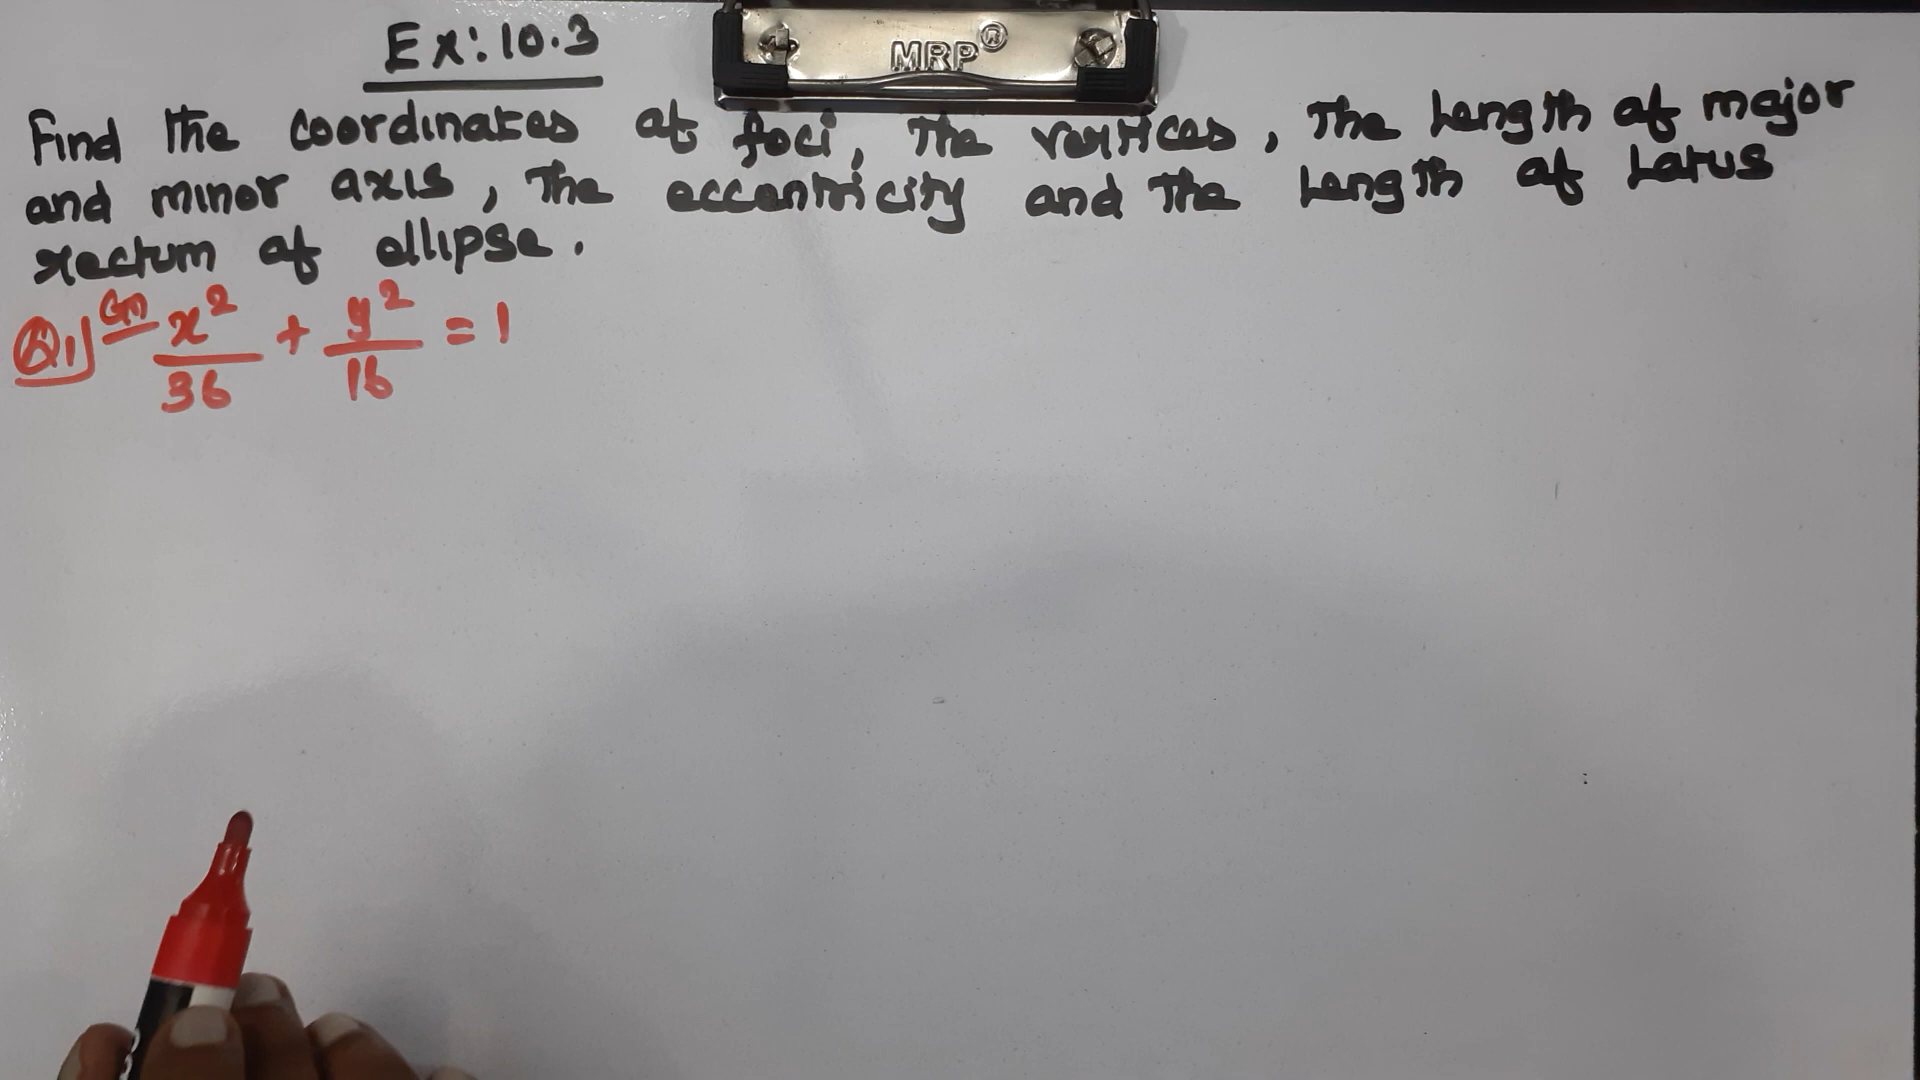 Ex: 10.3
MRP®
Find the coordinates of foci, The vertices, The Length of major
and minor axis, The eccentricity and The Length of Latus
rectum of ellipse.
Q1) Gn x²/36 + y²/16 = 1